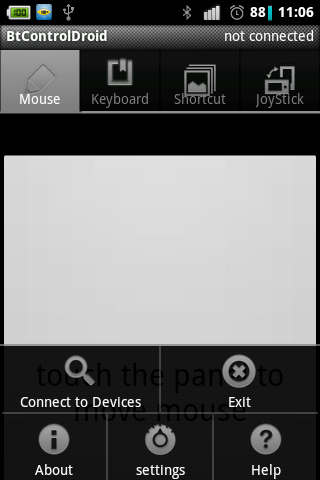 100 88 11:06
BtControlDroid not connected
Mouse Keyboard Shortcut JoyStick
touch the panel to
move mouse
Connect to Devices Exit
About settings Help